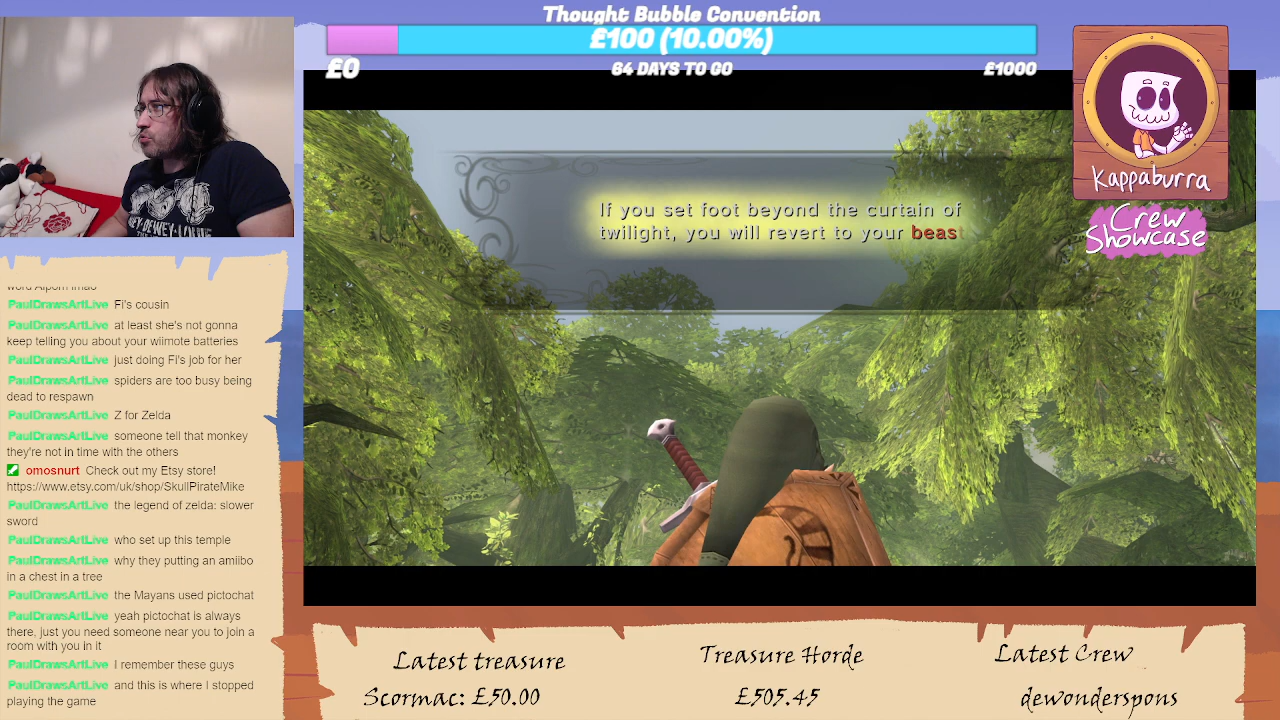 Thought Bubble Convention
£100 (10.00%)
£0
64 DAYS TO GO
£1000
Kappaburra
Crew
Showcase
If you set foot beyond the curtain of
twilight, you will revert to your beas
PaulDrawsArtLive Fi's cousin
PaulDrawsArtLive at least she's not gonna
keep telling you about your wiimote batteries
PaulDrawsArtLive just doing Fi's job for her
PaulDrawsArtLive spiders are too busy being
dead to respawn
PaulDrawsArtLive Z for Zelda
PaulDrawsArtLive someone tell that monkey
they're not in time with the others
omosnurt Check out my Etsy store!
https://www.etsy.com/uk/shop/SkullPirateMike
PaulDrawsArtLive the legend of zelda: slower
sword
PaulDrawsArtLive who set up this temple
PaulDrawsArtLive why they putting an amiibo
in a chest in a tree
PaulDrawsArtLive the Mayans used pictochat
PaulDrawsArtLive yeah pictochat is always
there, just you need someone near you to join a
room with you in it
PaulDrawsArtLive I remember these guys
PaulDrawsArtLive and this is where I stopped
playing the game
Latest treasure
Scormac: £50.00
Treasure Horde
£505.45
Latest Crew
dewonderspons